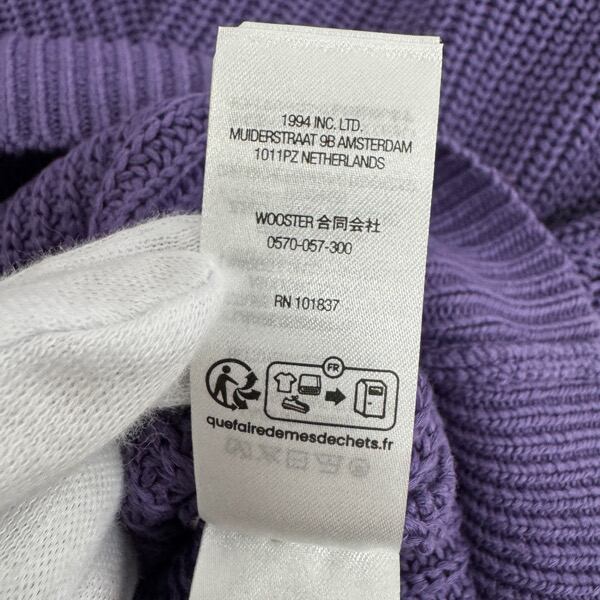 1994 INC. LTD.
MUIDERSTRAAT 9B AMSTERDAM
1011PZ NETHERLANDS
WOOSTER 合同会社
0570-057-300
RN 101837
FR
quefairedemesdechets.fr